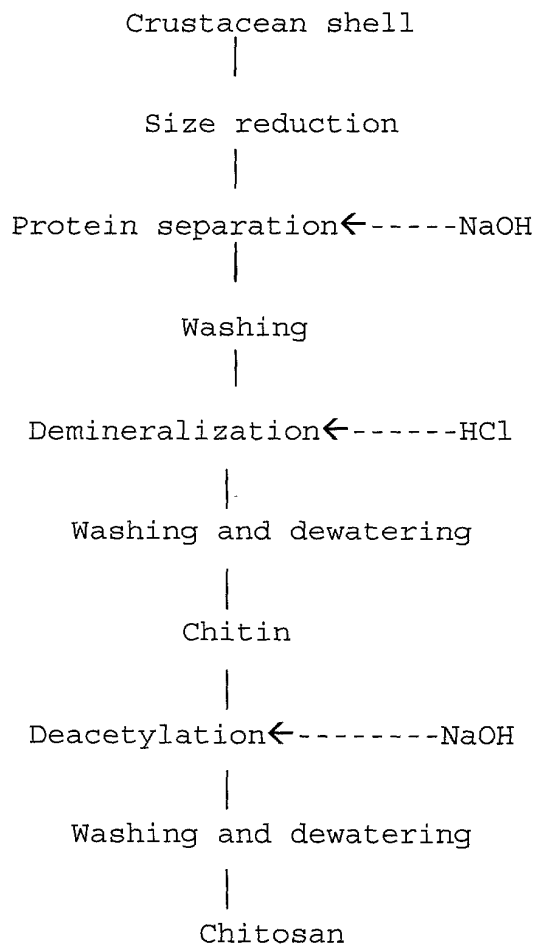 Crustacean shell
Size reduction
Protein separation←-----NaOH
Washing
Demineralization←------HCl
Washing and dewatering
Chitin
Deacetylation←--------NaOH
Washing and dewatering
Chitosan